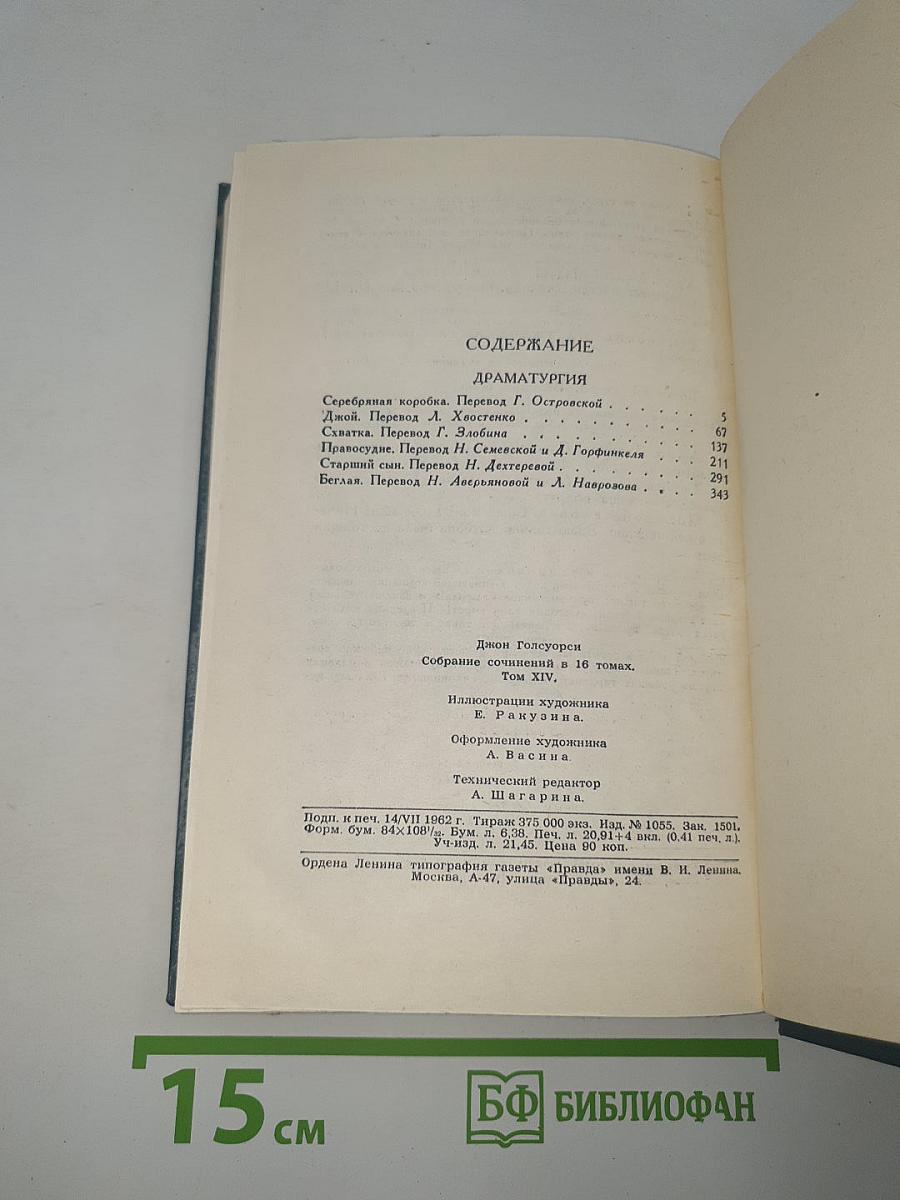 СОДЕРЖАНИЕ
ДРАМАТУРГИЯ
Серебряная коробка. Перевод Г. Островской . . . . . . 5
Джой. Перевод Л. Хвостенко . . . . . . . . . . . 67
Схватка. Перевод Г. Злобина . . . . . . . . . . . 137
Правосудие. Перевод Н. Семевской и Д. Горфинкеля . . . 211
Старший сын. Перевод Н. Дехтеревой . . . . . . . . 291
Беглая. Перевод Н. Аверьяновой и Л. Наврозова . . . . 343
Джон Голсуорси
Собрание сочинений в 16 томах.
Том XIV.
Иллюстрации художника
Е. Ракузина.
Оформление художника
А. Васина
Технический редактор
А. Шагарина.
Подп. к печ. 14/VII 1962 г. Тираж 375 000 экз. Изд. № 1055. Зак. 1501.
Форм. бум. 84×108¹/₃₂. Бум. л. 6,38. Печ. л. 20,91+4 вкл. (0,41 печ. л.).
Уч-изд. л. 21,45. Цена 90 коп.
Ордена Ленина типография газеты «Правда» имени В. И. Ленина.
Москва, А-47, улица «Правды», 24.
15 см
БФ БИБЛИОФАН